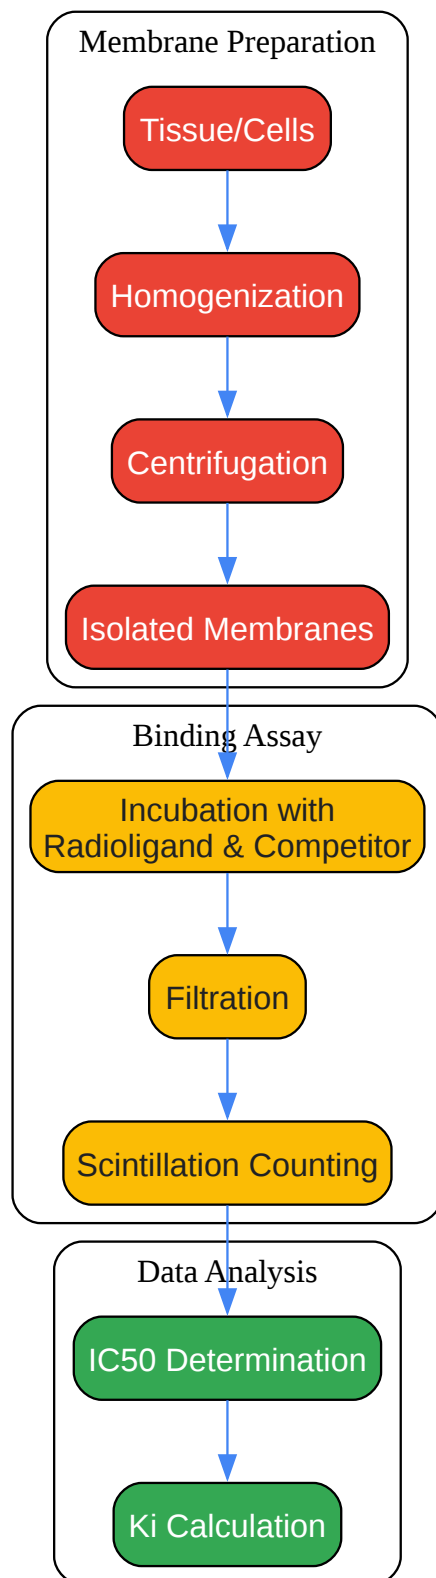 Membrane Preparation
Tissue/Cells
Homogenization
Centrifugation
Isolated Membranes
Binding Assay
Incubation with
Radioligand & Competitor
Filtration
Scintillation Counting
Data Analysis
IC50 Determination
Ki Calculation